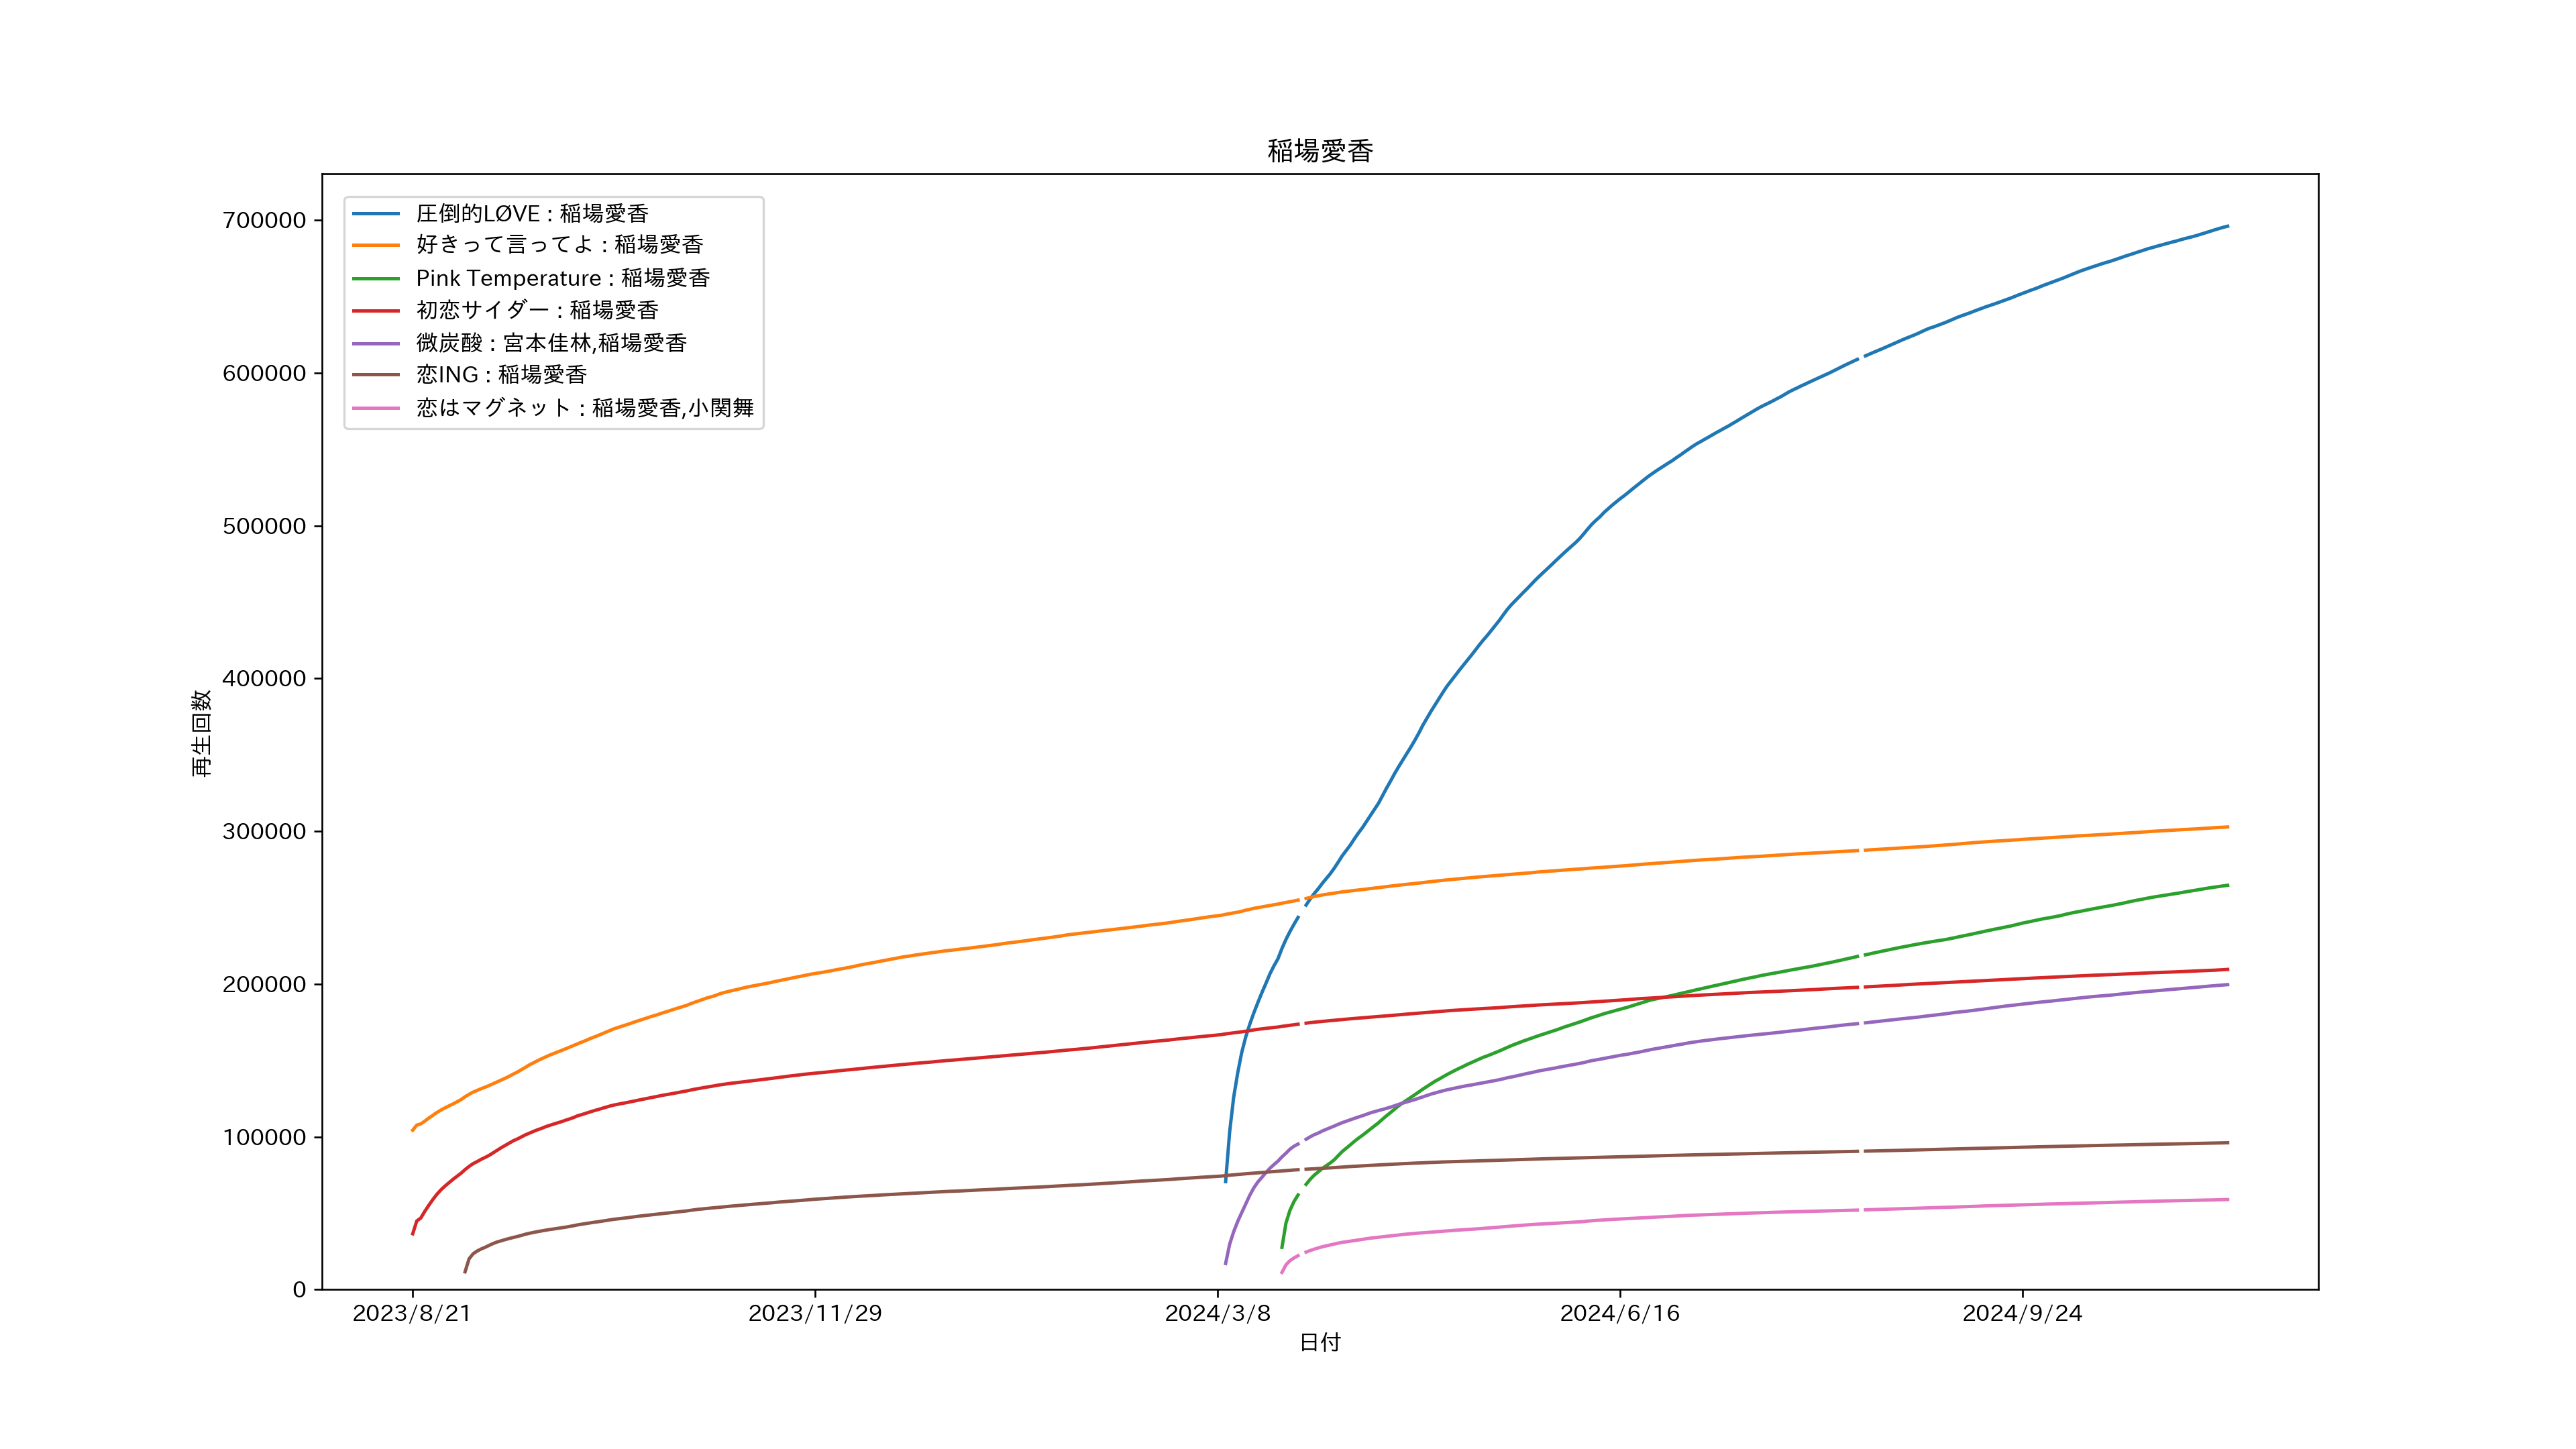 稲場愛香
圧倒的LØVE : 稲場愛香
好きって言ってよ : 稲場愛香
Pink Temperature : 稲場愛香
初恋サイダー : 稲場愛香
微炭酸 : 宮本佳林,稲場愛香
恋ING : 稲場愛香
恋はマグネット : 稲場愛香,小関舞
700000
600000
500000
400000
300000
200000
100000
0
再生回数
2023/8/21
2023/11/29
2024/3/8
2024/6/16
2024/9/24
日付